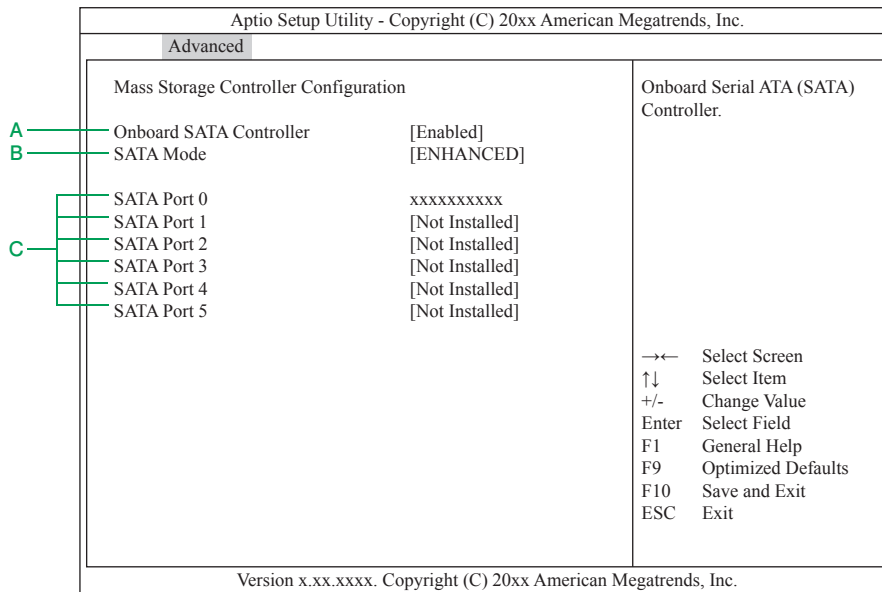 Aptio Setup Utility - Copyright (C) 20xx American Megatrends, Inc.
Advanced
Mass Storage Controller Configuration
A Onboard SATA Controller [Enabled]
B SATA Mode [ENHANCED]
C
SATA Port 0 xxxxxxxxxx
SATA Port 1 [Not Installed]
SATA Port 2 [Not Installed]
SATA Port 3 [Not Installed]
SATA Port 4 [Not Installed]
SATA Port 5 [Not Installed]
Onboard Serial ATA (SATA)
Controller.
→← Select Screen
↑↓ Select Item
+/- Change Value
Enter Select Field
F1 General Help
F9 Optimized Defaults
F10 Save and Exit
ESC Exit
Version x.xx.xxxx. Copyright (C) 20xx American Megatrends, Inc.